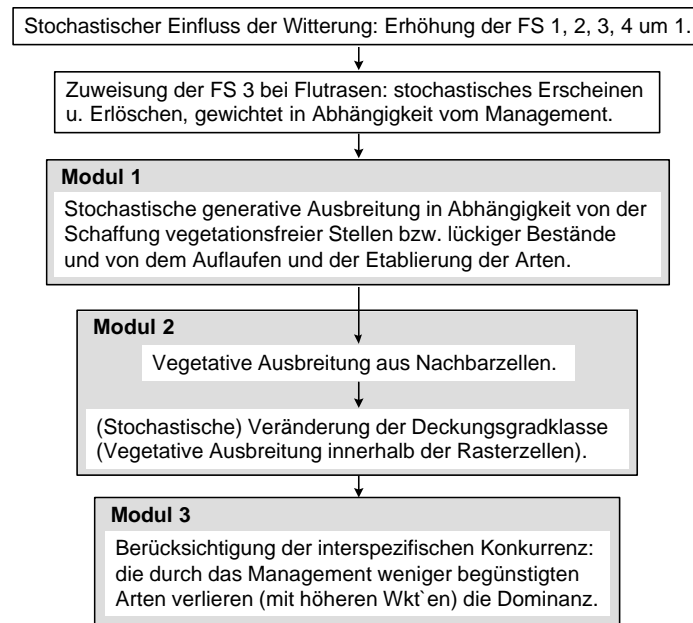 Stochastischer Einfluss der Witterung: Erhöhung der FS 1, 2, 3, 4 um 1.
Zuweisung der FS 3 bei Flutrasen: stochastisches Erscheinen
u. Erlöschen, gewichtet in Abhängigkeit vom Management.
Modul 1
Stochastische generative Ausbreitung in Abhängigkeit von der
Schaffung vegetationsfreier Stellen bzw. lückiger Bestände
und von dem Auflaufen und der Etablierung der Arten.
Modul 2
Vegetative Ausbreitung aus Nachbarzellen.
(Stochastische) Veränderung der Deckungsgradklasse
(Vegetative Ausbreitung innerhalb der Rasterzellen).
Modul 3
Berücksichtigung der interspezifischen Konkurrenz:
die durch das Management weniger begünstigten
Arten verlieren (mit höheren Wkt`en) die Dominanz.